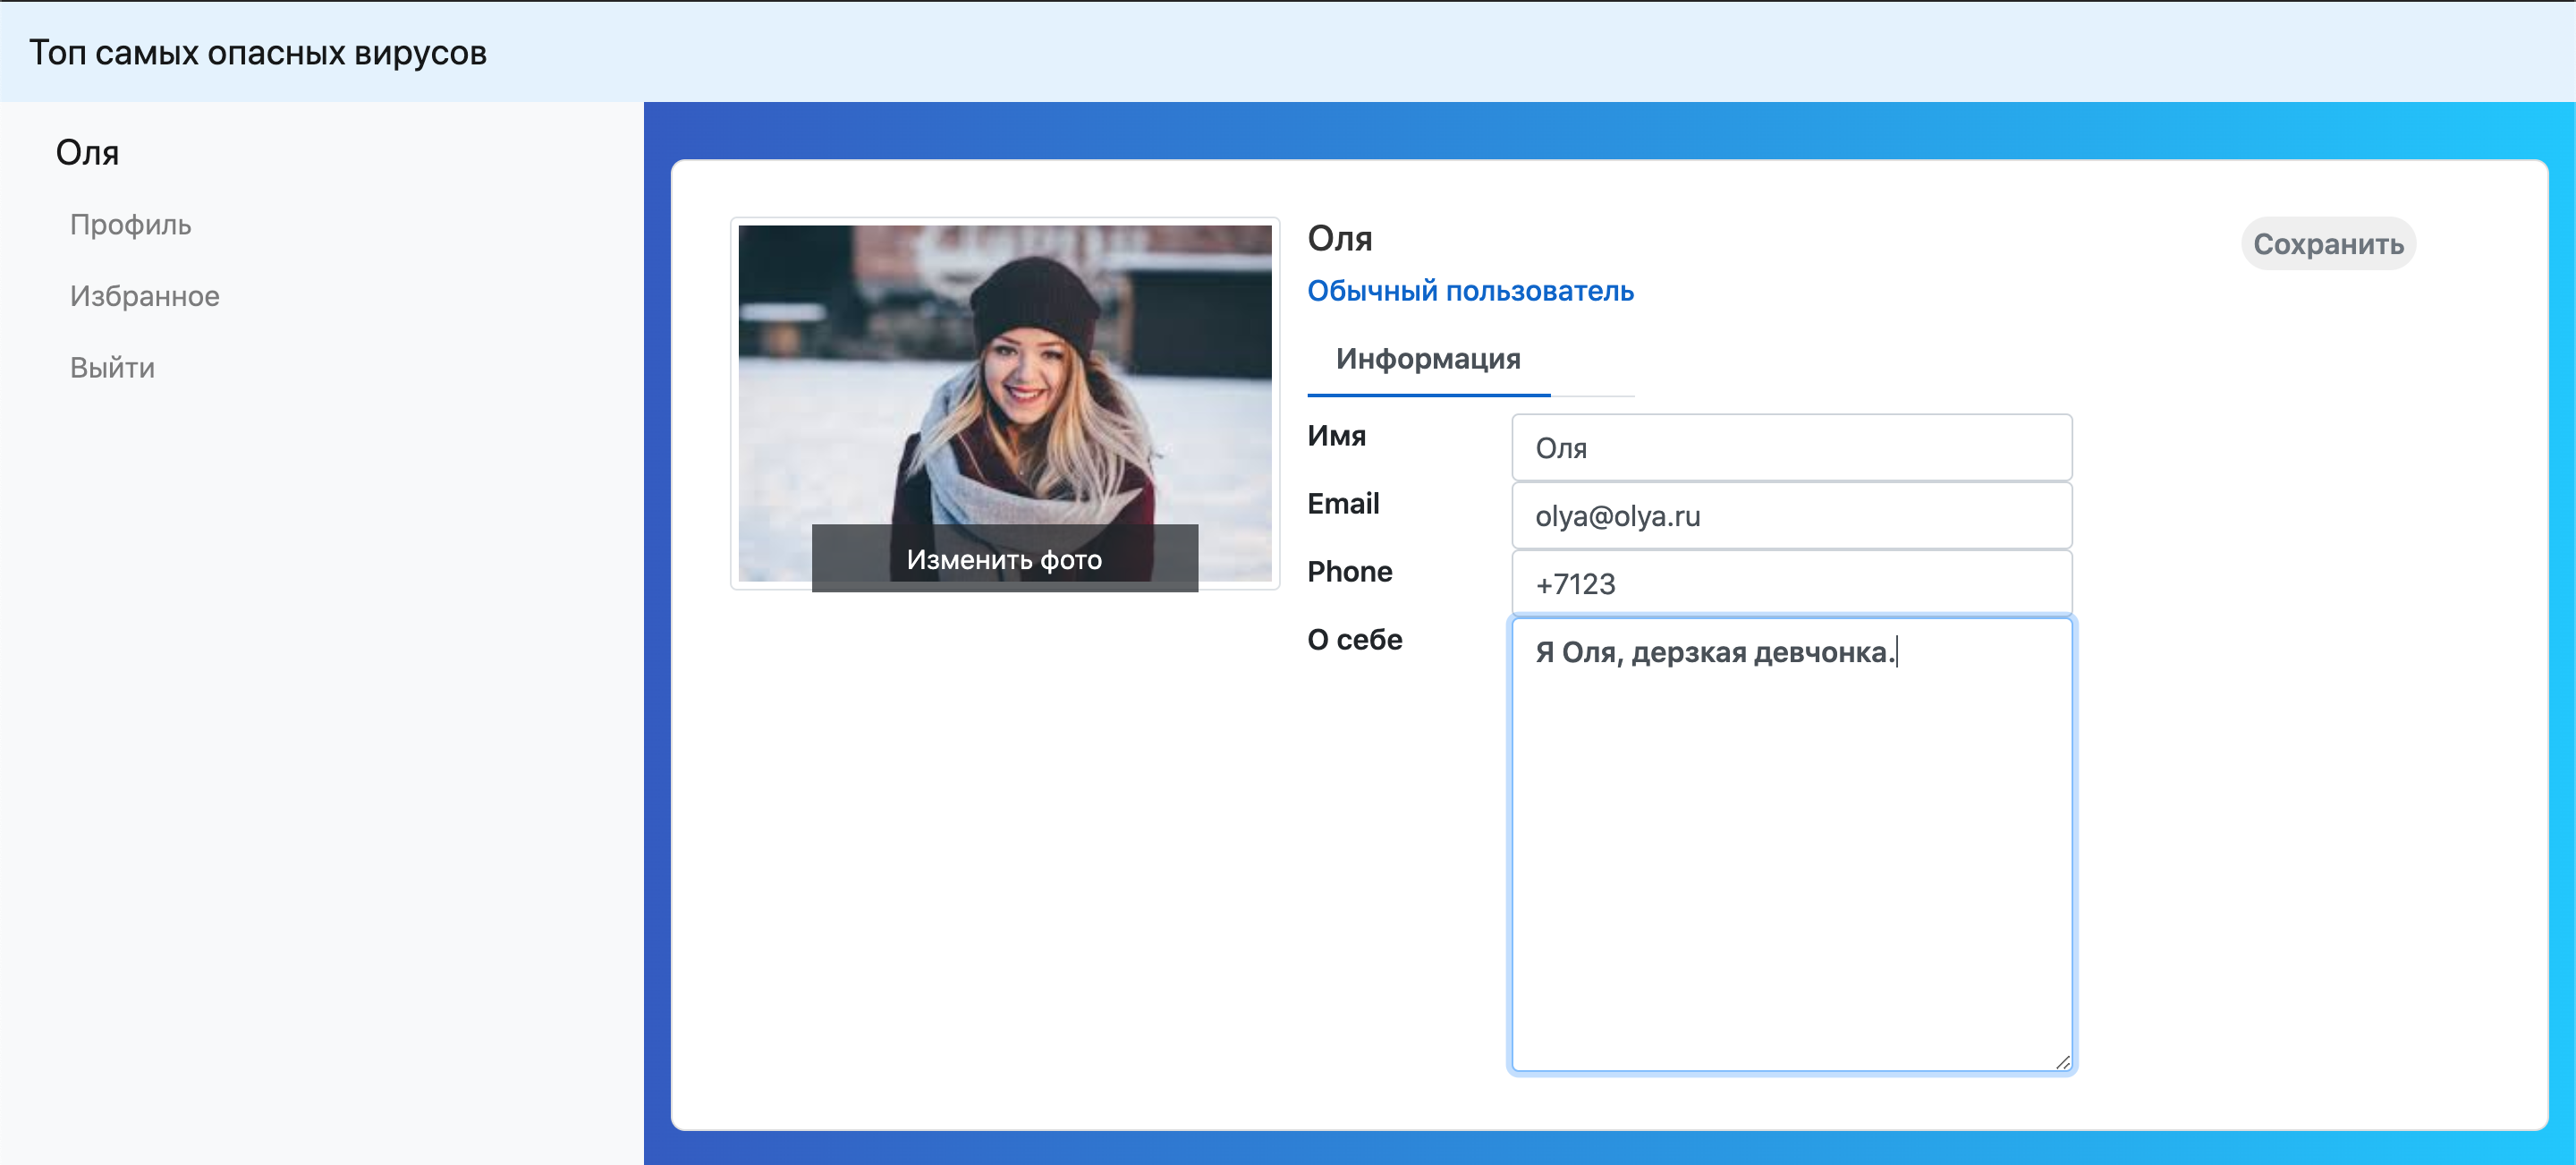 Топ самых опасных вирусов
Оля
Профиль
Избранное
Выйти
Изменить фото
Оля
Обычный пользователь
Сохранить
Информация
Имя
Оля
Email
olya@olya.ru
Phone
+7123
О себе
Я Оля, дерзкая девчонка.